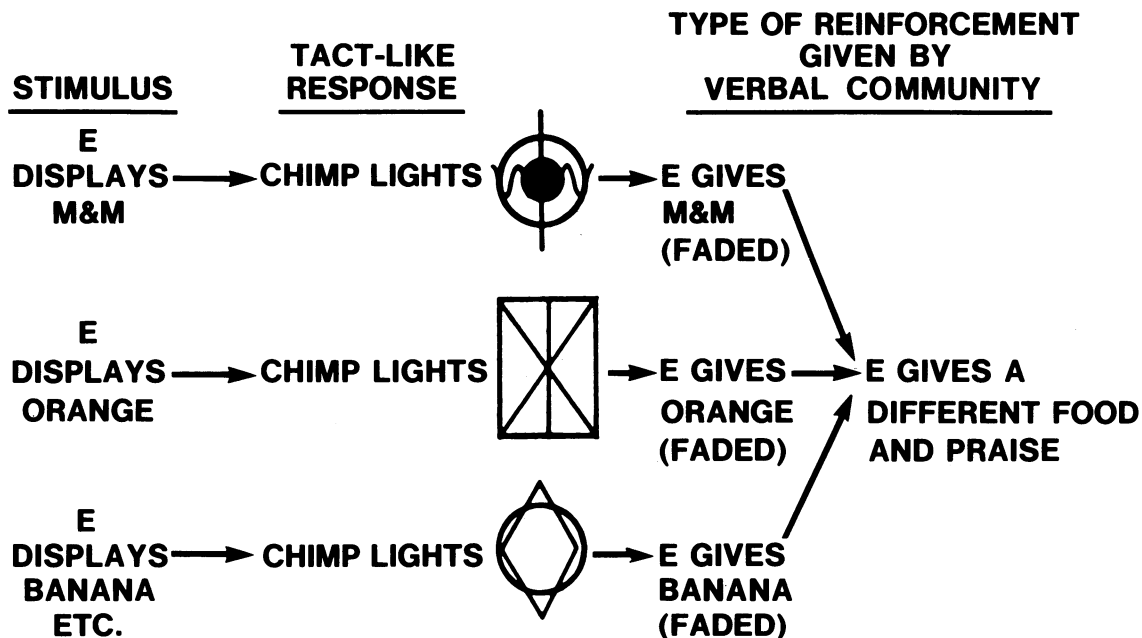 STIMULUS
TACT-LIKE
RESPONSE
TYPE OF REINFORCEMENT
GIVEN BY
VERBAL COMMUNITY
E
DISPLAYS
M&M
CHIMP LIGHTS
E GIVES
M&M
(FADED)
E
DISPLAYS
ORANGE
CHIMP LIGHTS
E GIVES
ORANGE
(FADED)
E GIVES A
DIFFERENT FOOD
AND PRAISE
E
DISPLAYS
BANANA
ETC.
CHIMP LIGHTS
E GIVES
BANANA
(FADED)